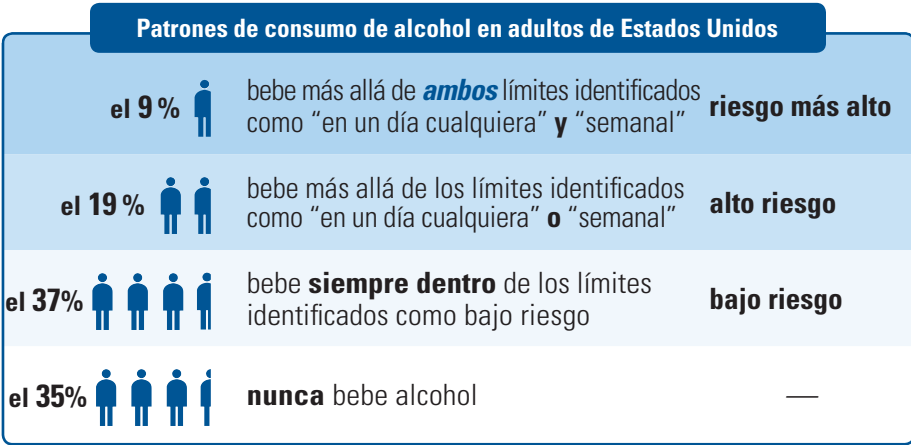 Patrones de consumo de alcohol en adultos de Estados Unidos
el 9 %
bebe más allá de ambos límites identificados
como “en un día cualquiera” y “semanal”
riesgo más alto
el 19 %
bebe más allá de los límites identificados
como “en un día cualquiera” o “semanal”
alto riesgo
el 37%
bebe siempre dentro de los límites
identificados como bajo riesgo
bajo riesgo
el 35%
nunca bebe alcohol
—